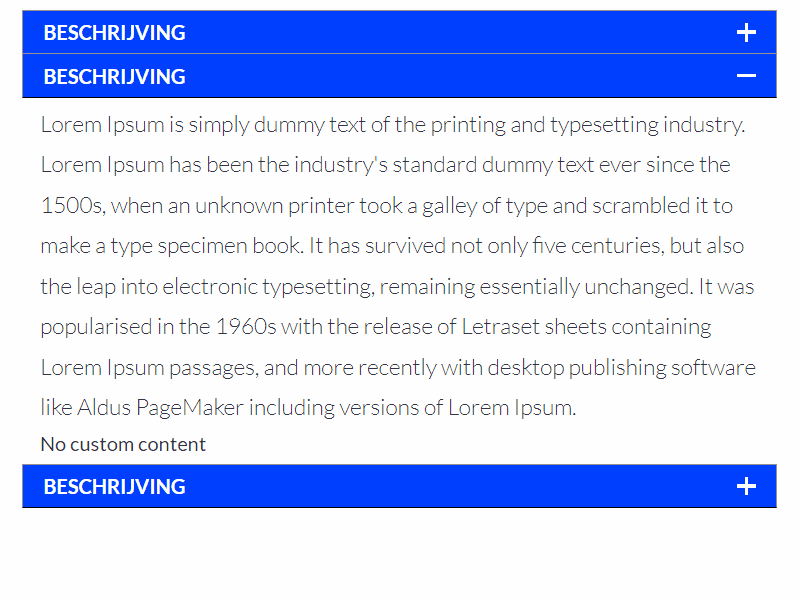 BESCHRIJVING
BESCHRIJVING
Lorem Ipsum is simply dummy text of the printing and typesetting industry.
Lorem Ipsum has been the industry's standard dummy text ever since the
1500s, when an unknown printer took a galley of type and scrambled it to
make a type specimen book. It has survived not only five centuries, but also
the leap into electronic typesetting, remaining essentially unchanged. It was
popularised in the 1960s with the release of Letraset sheets containing
Lorem Ipsum passages, and more recently with desktop publishing software
like Aldus PageMaker including versions of Lorem Ipsum.
No custom content
BESCHRIJVING